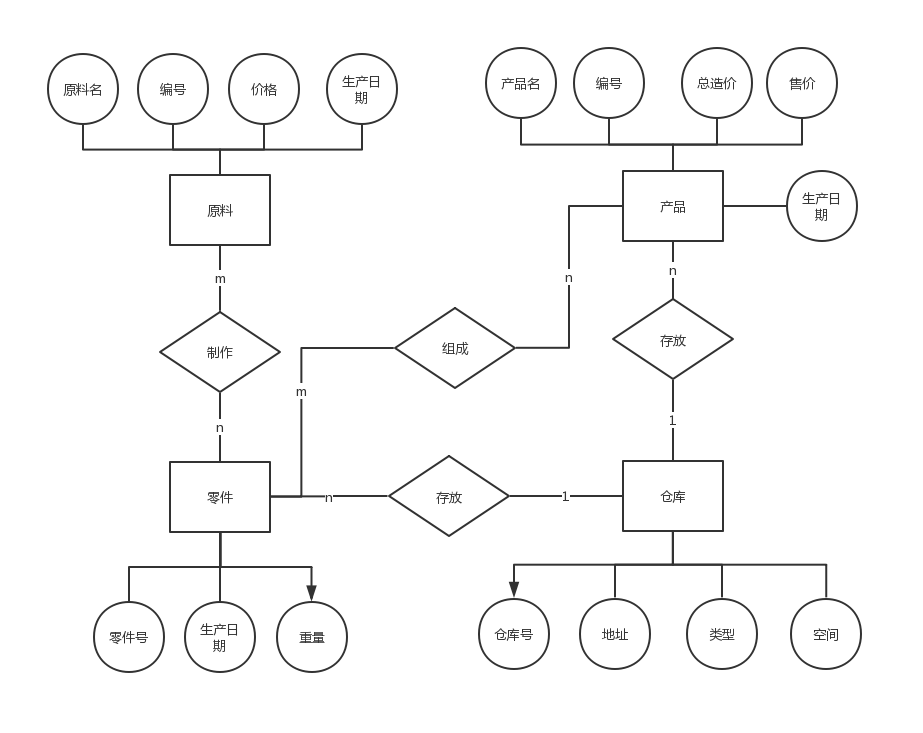 原料名
编号
价格
生产日
期
产品名
编号
总造价
售价
原料
产品
生产日
期
m
n
n
制作
组成
存放
m
n
1
零件
n
存放
1
仓库
零件号
生产日
期
重量
仓库号
地址
类型
空间